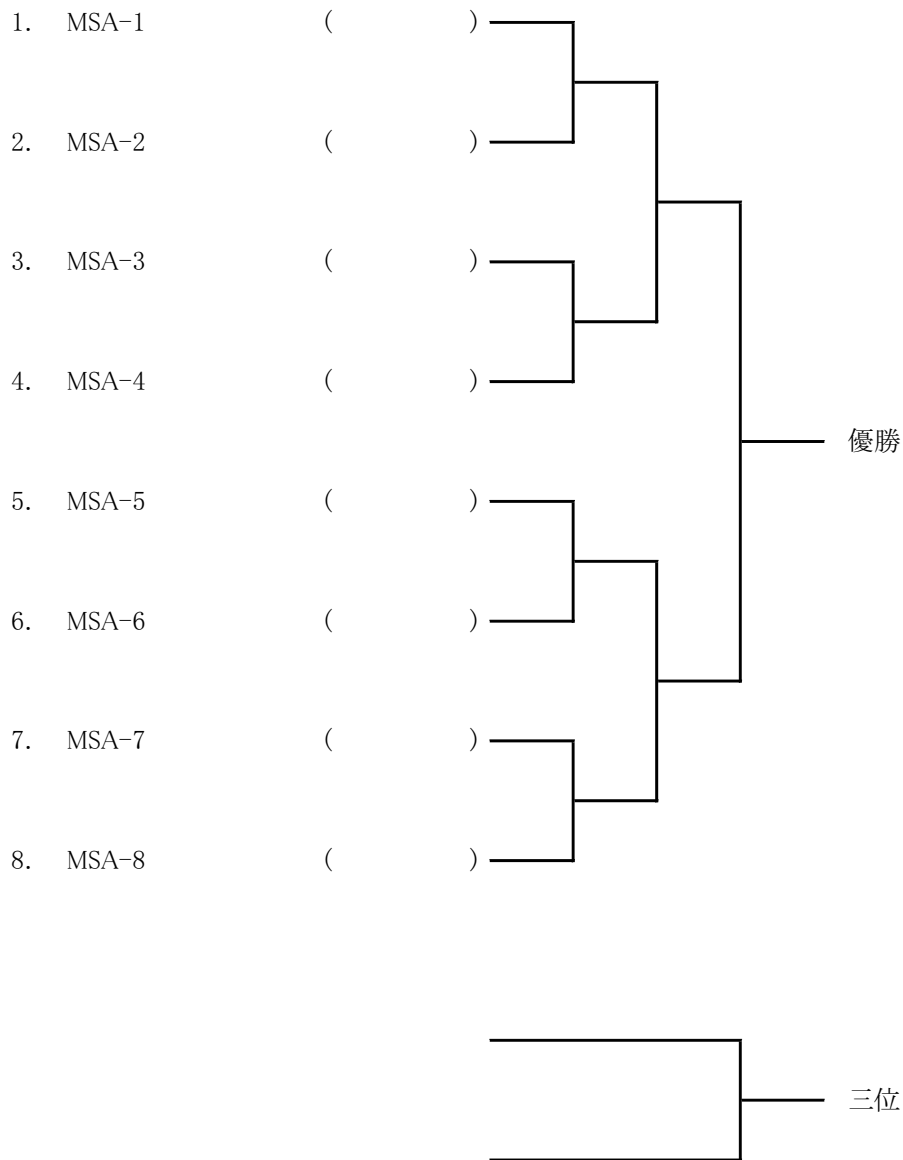 1. MSA-1 ( )
2. MSA-2 ( )
3. MSA-3 ( )
4. MSA-4 ( )
優勝
5. MSA-5 ( )
6. MSA-6 ( )
7. MSA-7 ( )
8. MSA-8 ( )
三位